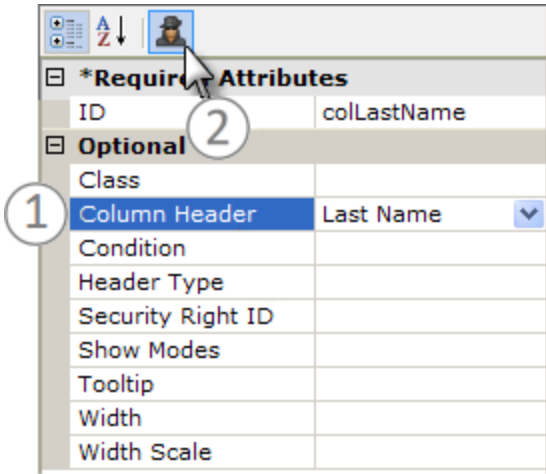 A
Z
*Required Attributes
2
ID colLastName
Optional
Class
1
Column Header Last Name
Condition
Header Type
Security Right ID
Show Modes
Tooltip
Width
Width Scale